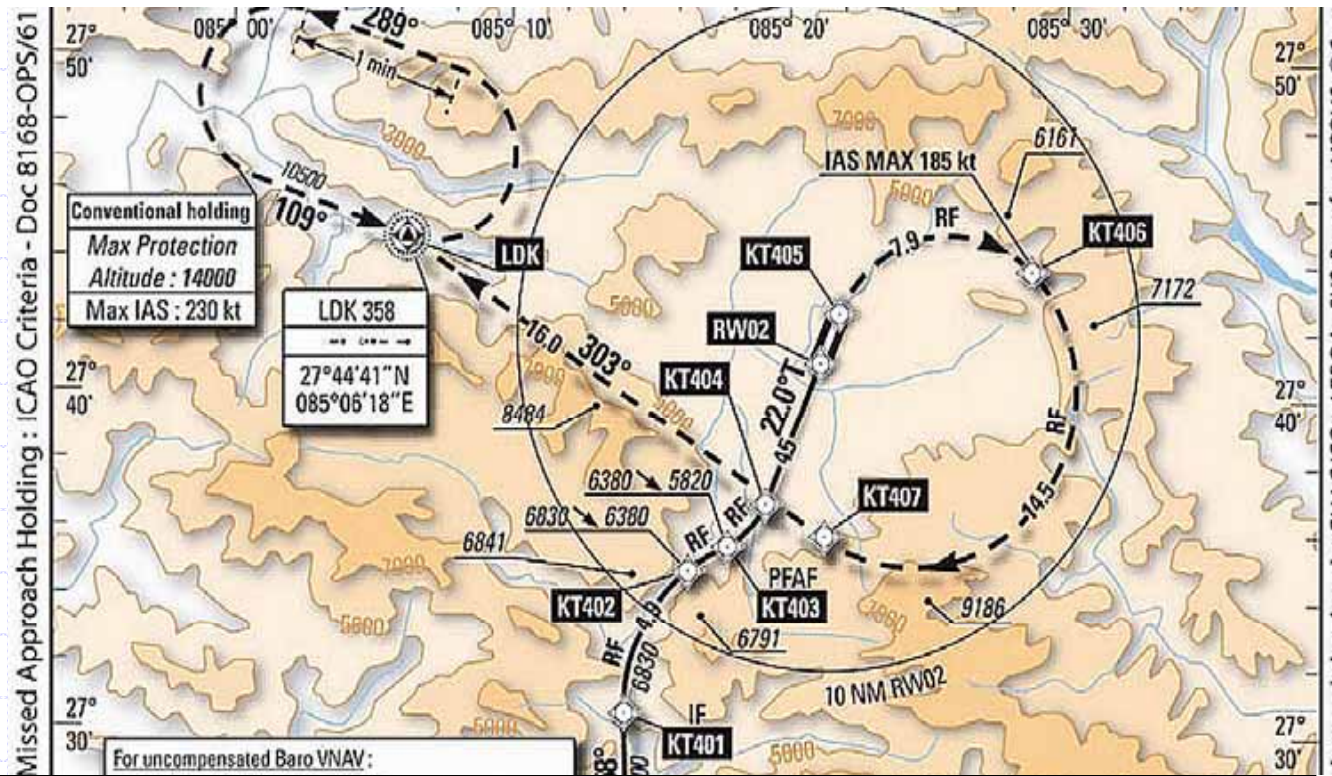 Missed Approach Holding : ICAO Criteria - Doc 8168-OPS/61
085° 00'
085° 10'
085° 20'
085° 30'
27°
50'
27°
50'
289°
1 min
3000
7000
IAS MAX 185 kt
6161
5000
10500
109°
Conventional holding
Max Protection
Altitude : 14000
Max IAS : 230 kt
LDK
RF
KT406
7.9
KT405
7172
LDK 358
27°44'41"N
085°06'18"E
5000
RW02
16.0
303°
KT404
27°
40'
27°
40'
22.0°T
8484
RF
6380
5820
KT407
6830
6380
RF
14.5
6841
RF
7000
PFAF
KT402
KT403
9186
4.9
6791
5000
RF
6830
10 NM RW02
27°
30'
IF
KT401
27°
30'
5000
5000
For uncompensated Baro VNAV :